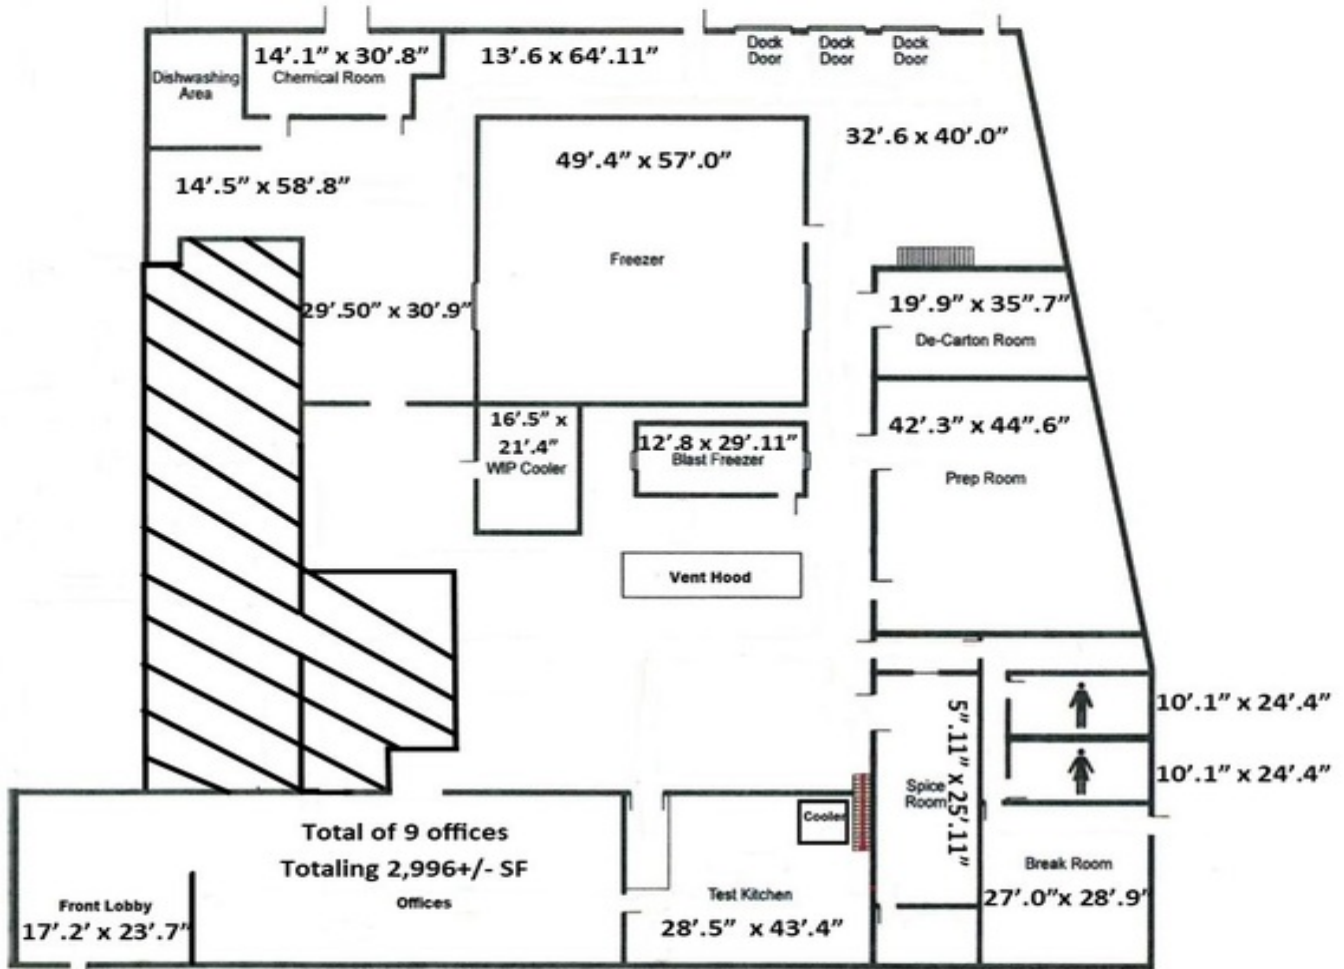 14′.1″ x 30′.8″
Chemical Room
13′.6 x 64′.11″
Dock
Door
Dock
Door
Dock
Door
Dishwashing
Area
32′.6 x 40′.0″
49′.4″ x 57′.0″
14′.5″ x 58′.8″
Freezer
29′.50″ x 30′.9″
19′.9″ x 35″.7″
De-Carton Room
16′.5″ x
21′.4″
WIP Cooler
12′.8 x 29′.11″
Blast Freezer
42′.3″ x 44″.6″
Prep Room
Vent Hood
10′.1″ x 24′.4″
10′.1″ x 24′.4″
5″.11″ x 25′.11″
Spice
Room
Cooler
Total of 9 offices
Totaling 2,996+/- SF
Offices
Front Lobby
17′.2′ x 23′.7″
Test Kitchen
28′.5″ x 43′.4″
Break Room
27′.0″x 28′.9″